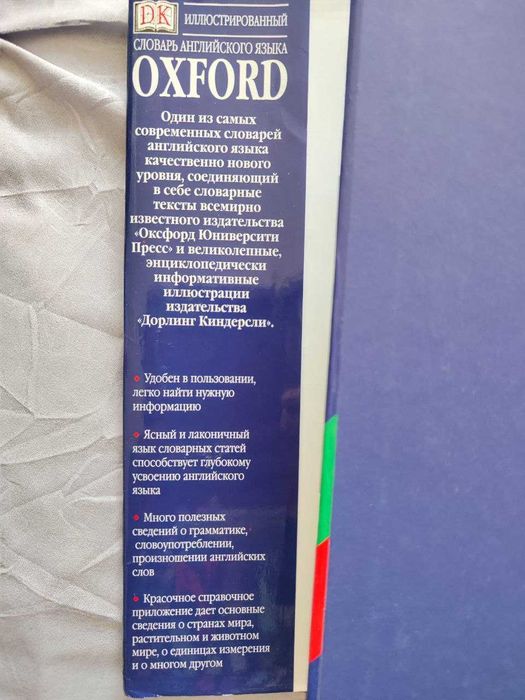 DK ИЛЛЮСТРИРОВАННЫЙ
СЛОВАРЬ АНГЛИЙСКОГО ЯЗЫКА
OXFORD
Один из самых
современных словарей
английского языка
качественно нового
уровня, соединяющий
в себе словарные
тексты всемирно
известного издательства
«Оксфорд Юниверсити
Пресс» и великолепные,
энциклопедически
информативные
иллюстрации
издательства
«Дорлинг Киндерсли».
Удобен в пользовании,
легко найти нужную
информацию
Ясный и лаконичный
язык словарных статей
способствует глубокому
усвоению английского
языка
Много полезных
сведений о грамматике,
словоупотреблении,
произношении английских
слов
Красочное справочное
приложение дает основные
сведения о странах мира,
растительном и животном
мире, о единицах измерения
и о многом другом